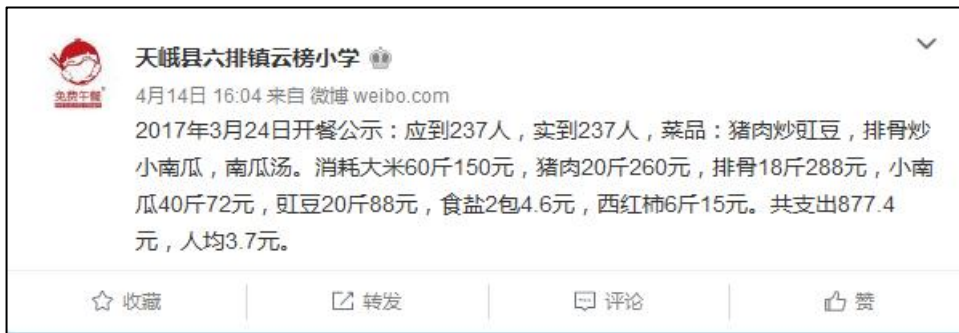 天峨县六排镇云榜小学
免费午餐
4月14日 16:04 来自 微博 weibo.com
2017年3月24日开餐公示：应到237人，实到237人，菜品：猪肉炒豇豆，排骨炒
小南瓜，南瓜汤。消耗大米60斤150元，猪肉20斤260元，排骨18斤288元，小南
瓜40斤72元，豇豆20斤88元，食盐2包4.6元，西红柿6斤15元。共支出877.4
元，人均3.7元。
收藏
转发
评论
赞